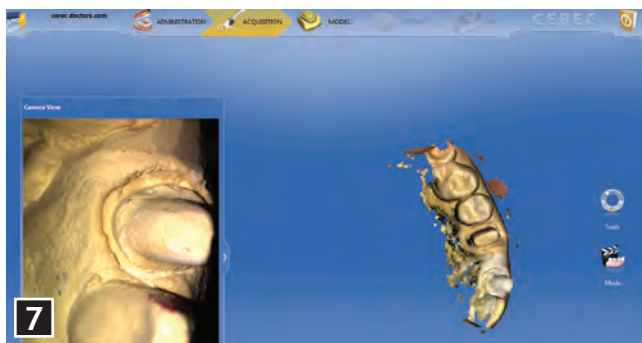 cerec doctors.com
ADMINISTRATION
ACQUISITION
MODEL
CEREC
Camera View
Tools
Mode
7